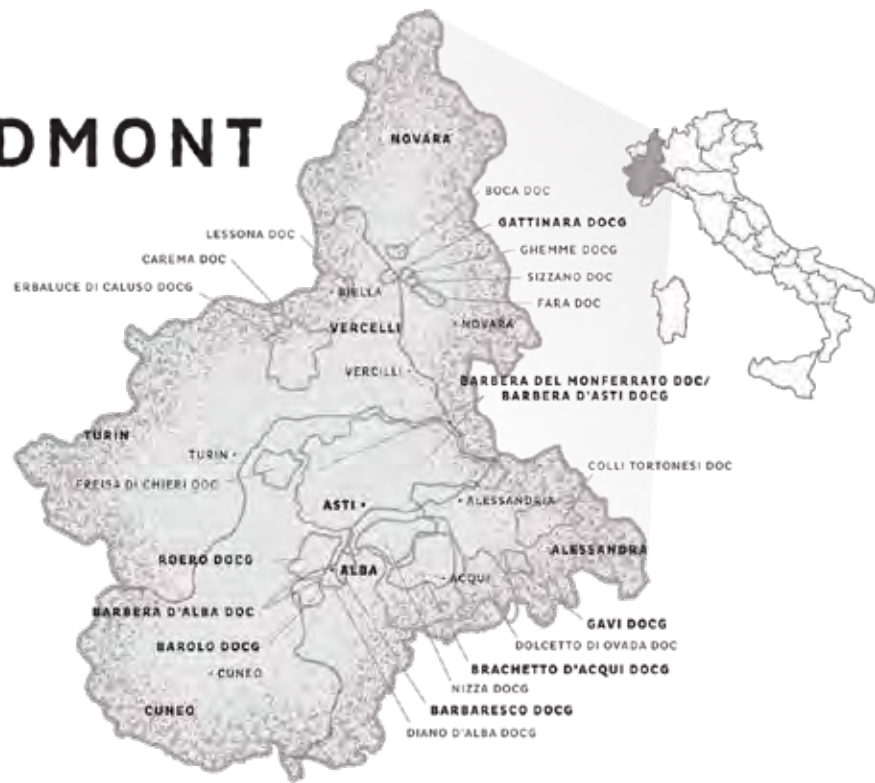 DMONT
NOVARA
BOCA DOC
GATTINARA DOCG
LESSONA DOC
GHEMME DOCG
CAREMA DOC
SIZZANO DOC
ERBALUCE DI CALUSO DOCG
BIELLA
FARA DOC
VERCELLI
NOVARA
VERCILLI
BARBERA DEL MONFERRATO DOC/
BARBERA D'ASTI DOCG
TURIN
TURIN
COLLI TORTONESI DOC
FREISA DI CHIERI DOC
ASTI
ALESSANDRIA
ROERO DOCG
ALBA
ALESSANDRA
ACQUI
BARBERA D'ALBA DOC
GAVI DOCG
BAROLO DOCG
DOLCETTO DI OVADA DOC
CUNEO
BRACHETTO D'ACQUI DOCG
NIZZA DOCG
CUNEO
BARBARESCO DOCG
DIANO D'ALBA DOCG